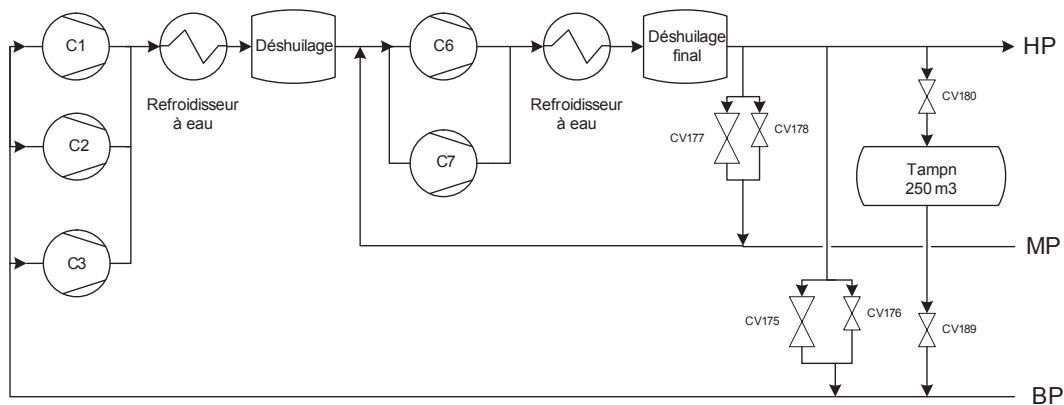 C1
Déshuilage
C6
Déshuilage
final
HP
Refroidisseur
à eau
Refroidisseur
à eau
CV180
CV177
CV178
C2
C7
Tampn
250 m3
MP
C3
CV175
CV176
CV189
BP